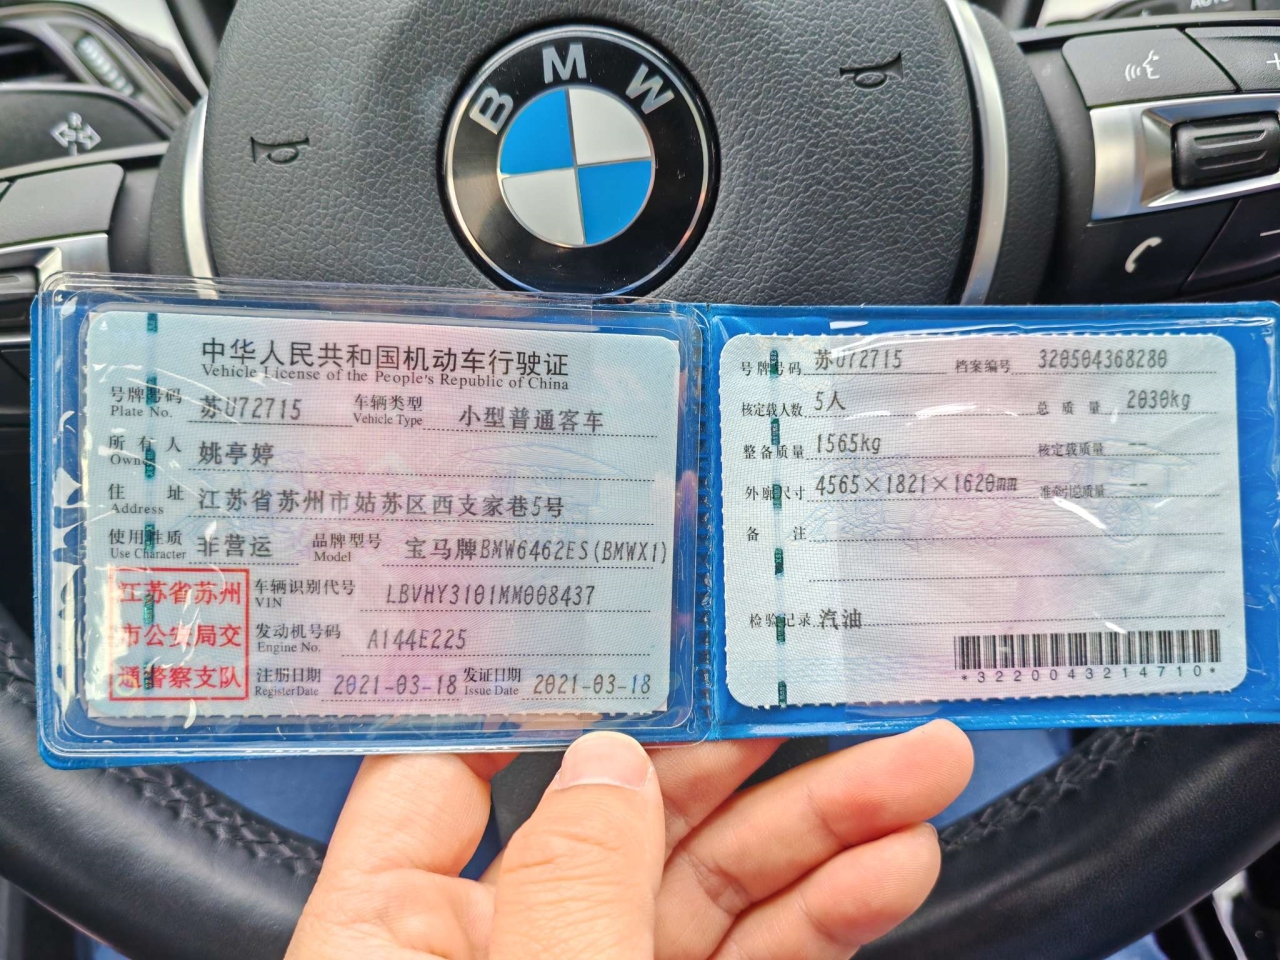 BMW
中华人民共和国机动车行驶证
Vehicle License of the People's Republic of China
号牌号码 苏U72715 车辆类型 小型普通客车
Plate No. Vehicle Type
所有人 姚亭婷
Owner
住址 江苏省苏州市姑苏区西支家巷5号
Address
使用性质 非营运 品牌型号 宝马牌BMW6462ES(BMWX1)
Use Character Model
江苏省苏州
市公安局交
通警察支队
车辆识别代号 LBVHY3101MM008437
VIN
发动机号码 A144E225
Engine No.
注册日期 2021-03-18 发证日期 2021-03-18
Register Date Issue Date
号牌号码 苏U72715 档案编号 320504368280
核定载人数 5人 总质量 2030kg
整备质量 1565kg 核定载质量 --
外廓尺寸 4565×1821×1620mm 准牵引总质量 --
备注
检验记录 汽油
*3220043214710*